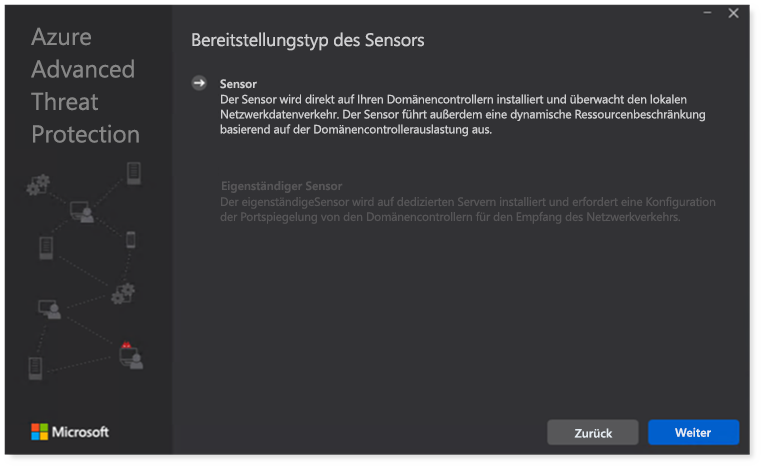 Azure
Advanced
Threat
Protection
Bereitstellungstyp des Sensors
Sensor
Der Sensor wird direkt auf Ihren Domänencontrollern installiert und überwacht den lokalen
Netzwerkdatenverkehr. Der Sensor führt außerdem eine dynamische Ressourcenbeschränkung
basierend auf der Domänencontrollerauslastung aus.
Eigenständiger Sensor
Der eigenständigeSensor wird auf dedizierten Servern installiert und erfordert eine Konfiguration
der Portspiegelung von den Domänencontrollern für den Empfang des Netzwerkverkehrs.
Microsoft
Zurück
Weiter